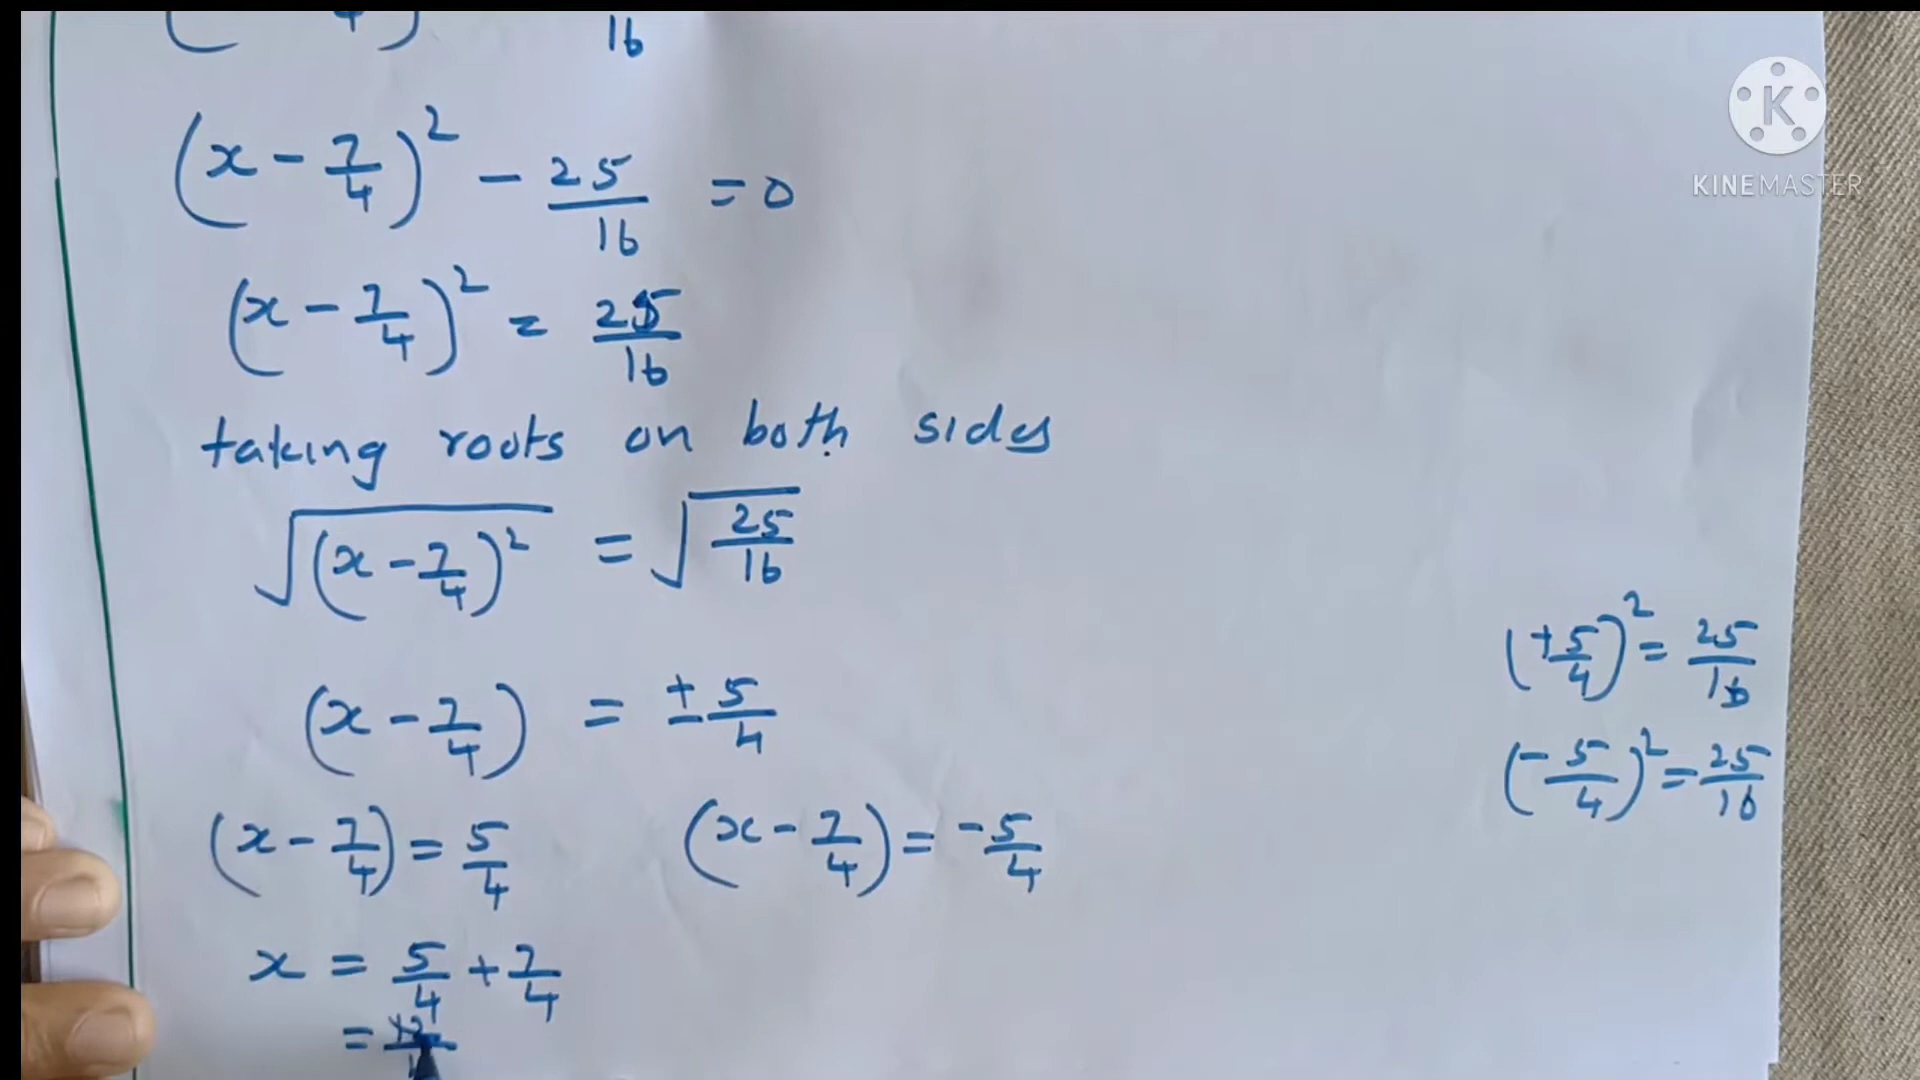 ( 4 ) 16
(x - 7/4)² - 25/16 = 0
(x - 7/4)² = 25/16
taking roots on both sides
√(x - 7/4)² = √25/16
(x - 7/4) = ± 5/4
(x - 7/4) = 5/4 (x - 7/4) = - 5/4
x = 5/4 + 7/4
=
(+5/4)² = 25/16
(-5/4)² = 25/16
K
KINEMASTER